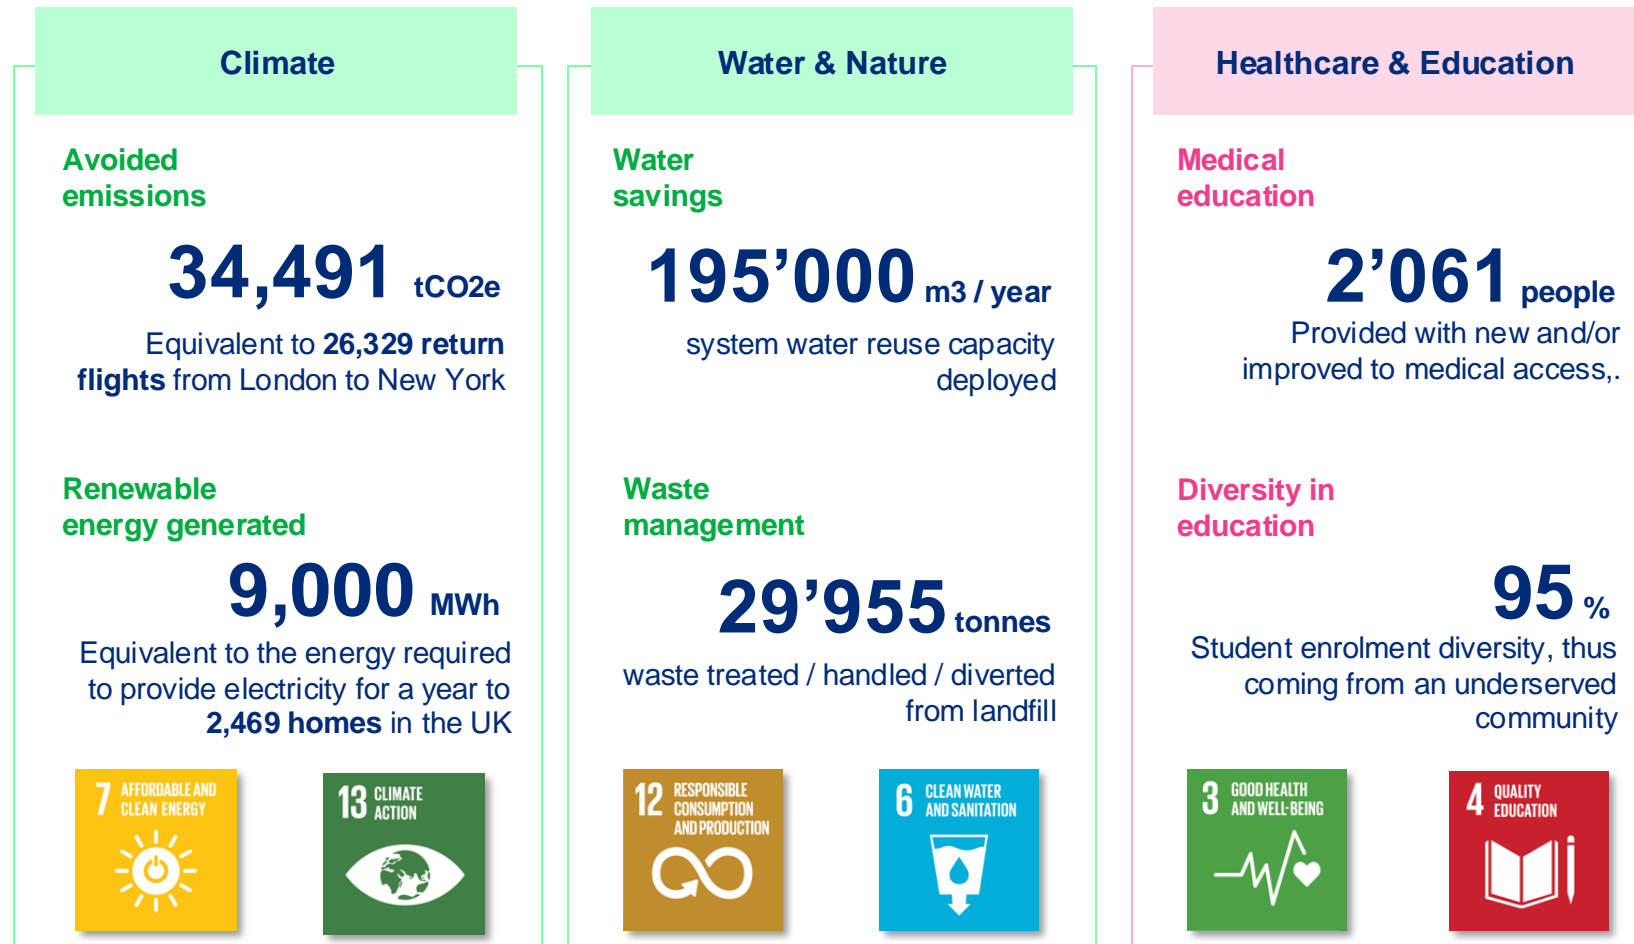 Climate
Avoided
emissions
34,491 tCO2e
Equivalent to 26,329 return
flights from London to New York
Renewable
energy generated
9,000 MWh
Equivalent to the energy required
to provide electricity for a year to
2,469 homes in the UK
7 AFFORDABLE AND
CLEAN ENERGY
13 CLIMATE
ACTION
Water & Nature
Water
savings
195’000 m3 / year
system water reuse capacity
deployed
Waste
management
29’955 tonnes
waste treated / handled / diverted
from landfill
12 RESPONSIBLE
CONSUMPTION
AND PRODUCTION
6 CLEAN WATER
AND SANITATION
Healthcare & Education
Medical
education
2’061 people
Provided with new and/or
improved to medical access,.
Diversity in
education
95 %
Student enrolment diversity, thus
coming from an underserved
community
3 GOOD HEALTH
AND WELL-BEING
4 QUALITY
EDUCATION